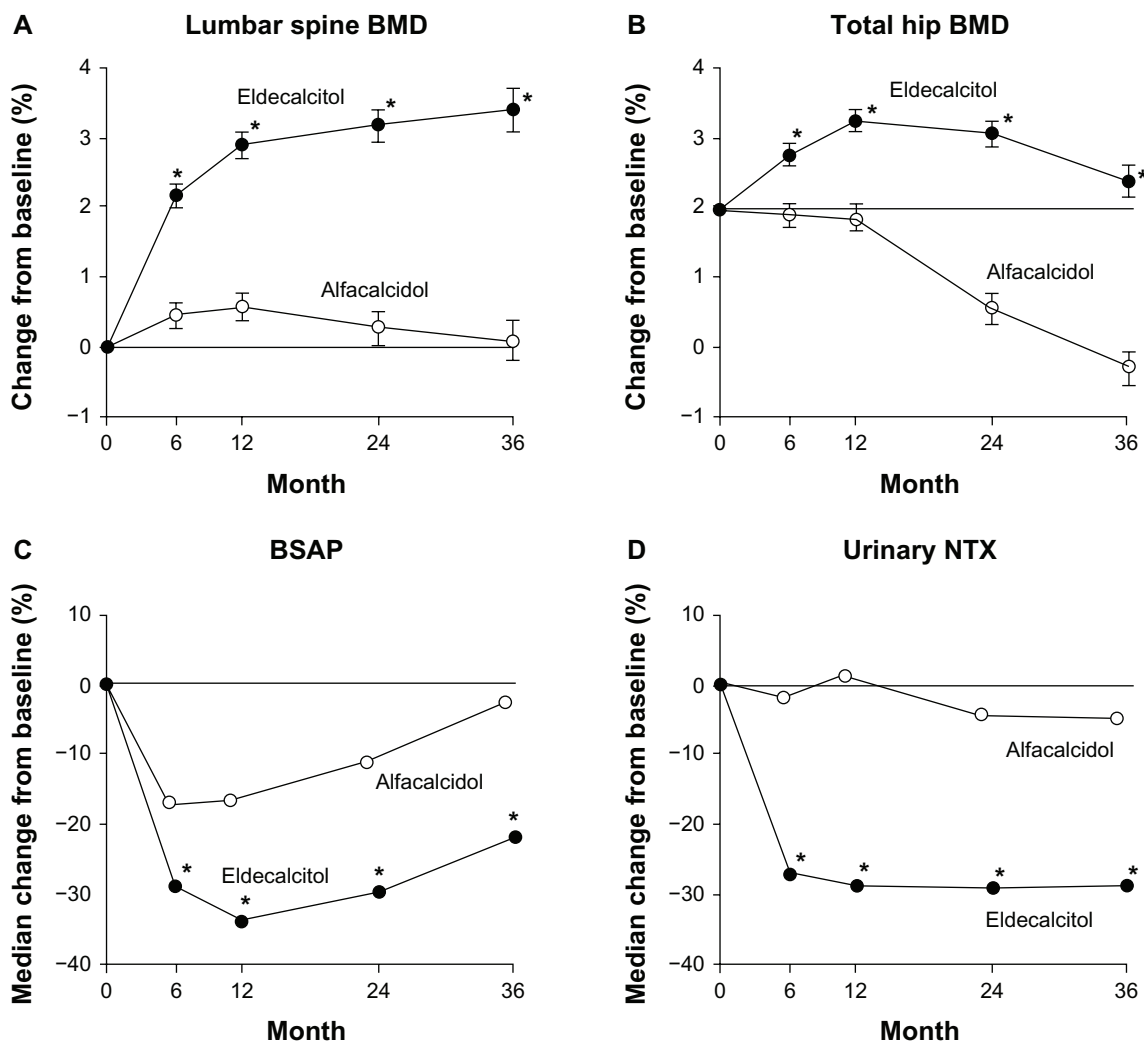 A Lumbar spine BMD
Change from baseline (%)
4
3
2
1
0
−1
Eldecalcitol
*
*
*
*
Alfacalcidol
0 6 12 24 36
Month
B Total hip BMD
Change from baseline (%)
4
3
2
1
0
−1
Eldecalcitol
*
*
*
*
Alfacalcidol
0 6 12 24 36
Month
C BSAP
Median change from baseline (%)
10
0
−10
−20
−30
−40
Alfacalcidol
Eldecalcitol
*
*
*
*
0 6 12 24 36
Month
D Urinary NTX
Median change from baseline (%)
10
0
−10
−20
−30
−40
Alfacalcidol
*
*
*
*
Eldecalcitol
0 6 12 24 36
Month